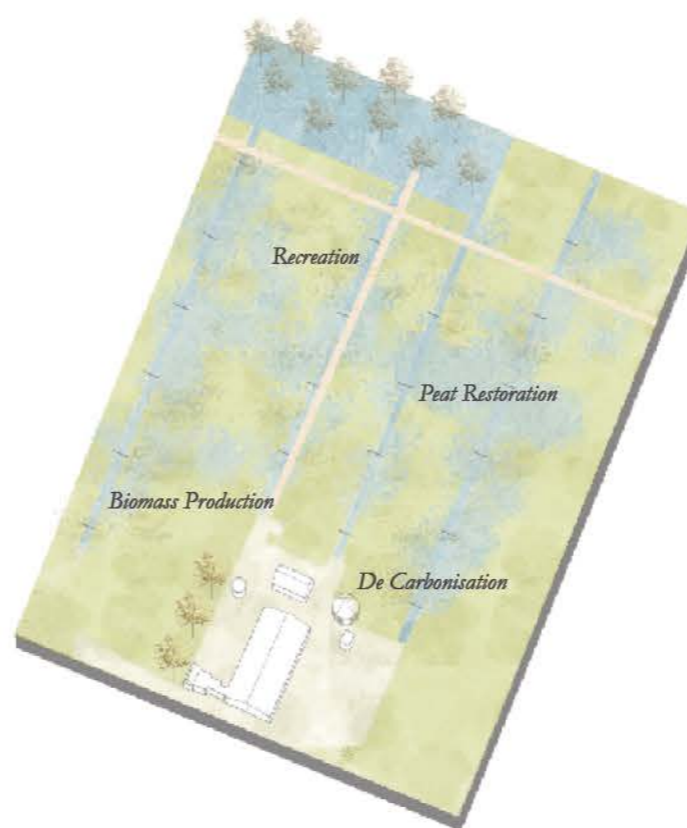 Recreation
Peat Restoration
Biomass Production
De Carbonisation